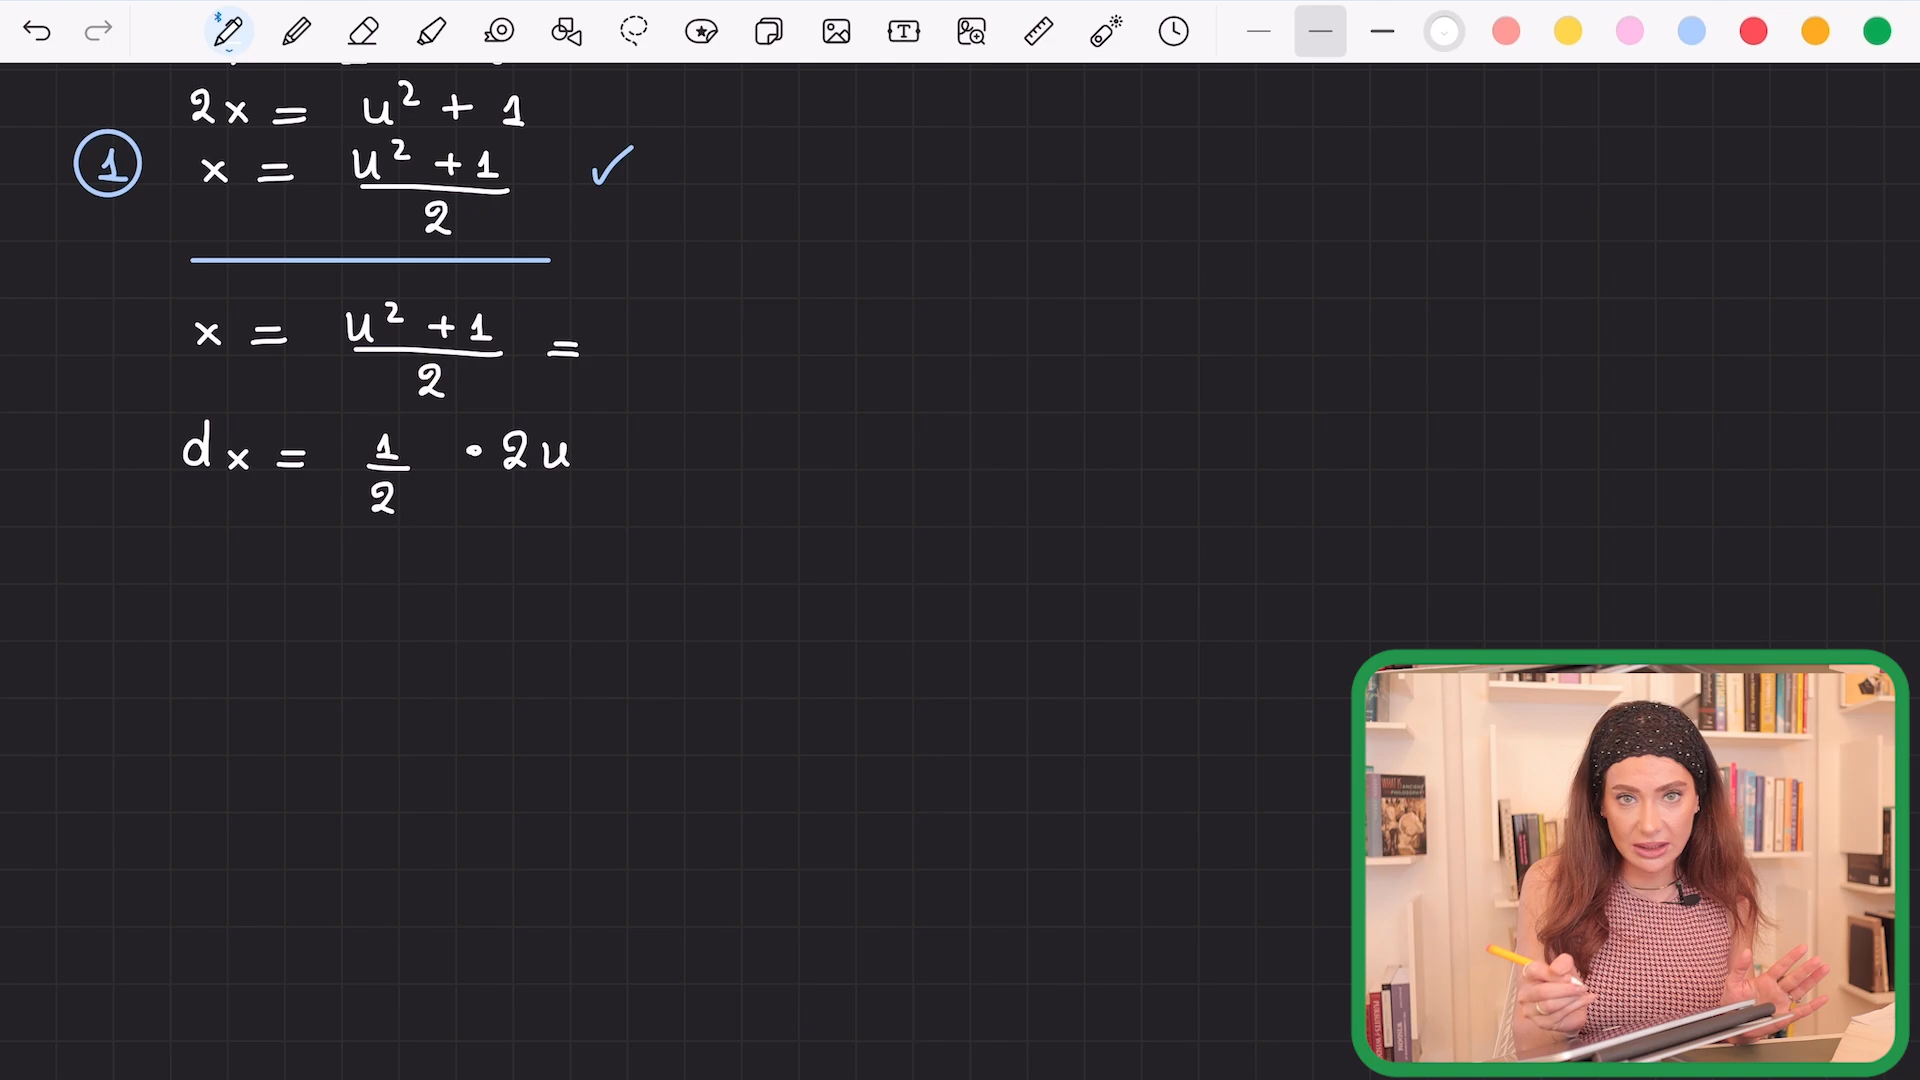 2x = u² + 1
① x = (u² + 1)/2 ✓
x = (u² + 1)/2 =
dx = 1/2 · 2u